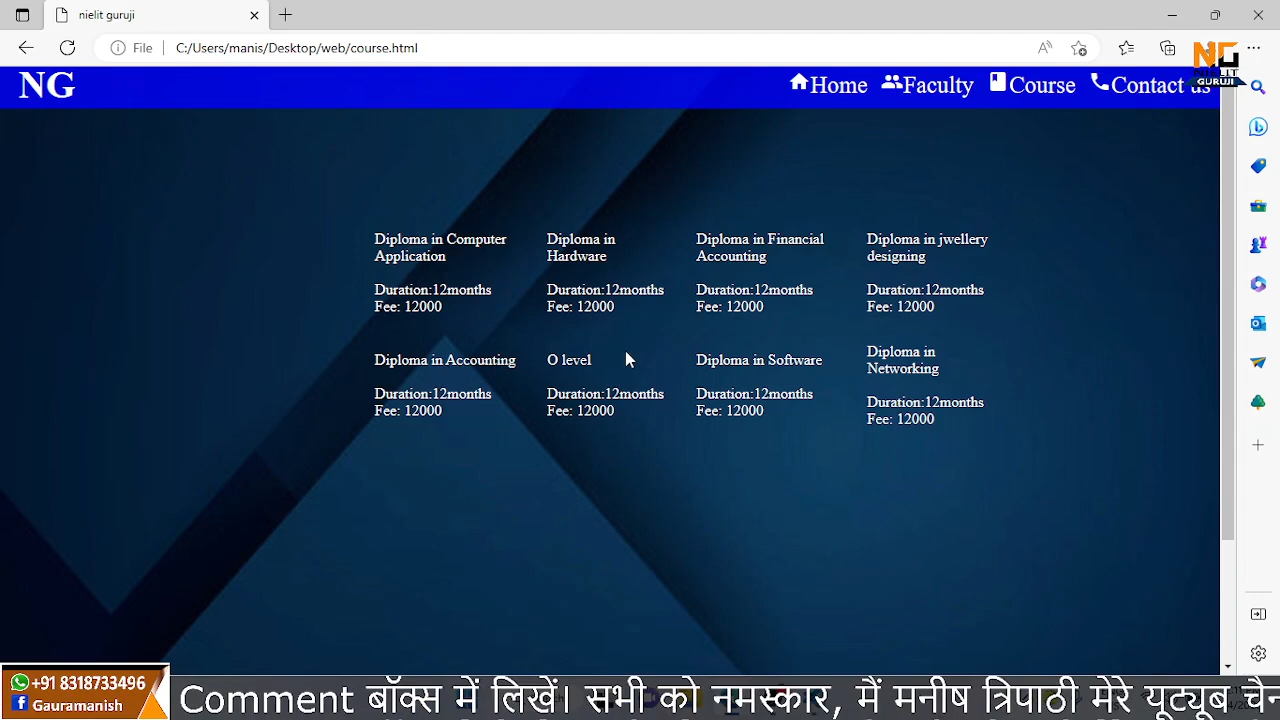 nielit guruji
File C:/Users/manis/Desktop/web/course.html
NG
Home Faculty Course Contact us
NG
NIELIT
GURUJI
Diploma in Computer
Application
Duration:12months
Fee: 12000
Diploma in
Hardware
Duration:12months
Fee: 12000
Diploma in Financial
Accounting
Duration:12months
Fee: 12000
Diploma in jwellery
designing
Duration:12months
Fee: 12000
Diploma in Accounting
Duration:12months
Fee: 12000
O level
Duration:12months
Fee: 12000
Diploma in Software
Duration:12months
Fee: 12000
Diploma in
Networking
Duration:12months
Fee: 12000
+91 8318733496
Gauramanish
Comment बॉक्स में लिखें। सभी को नमस्कार, मैं मनीष त्रिपाठी मेरे यूट्यूब